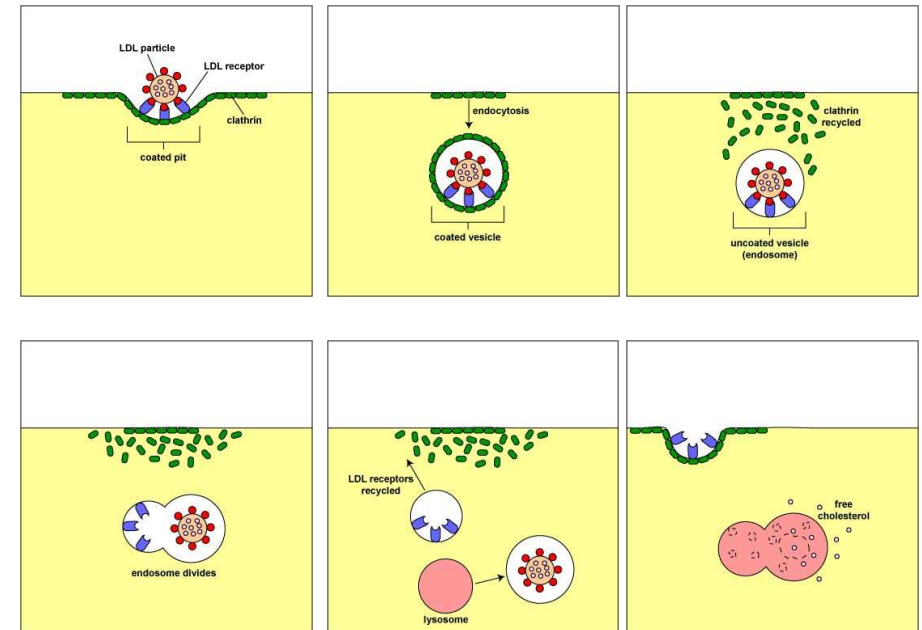 LDL particle
LDL receptor
clathrin
coated pit
endocytosis
coated vesicle
clathrin
recycled
uncoated vesicle
(endosome)
endosome divides
LDL receptors
recycled
lysosome
free
cholesterol